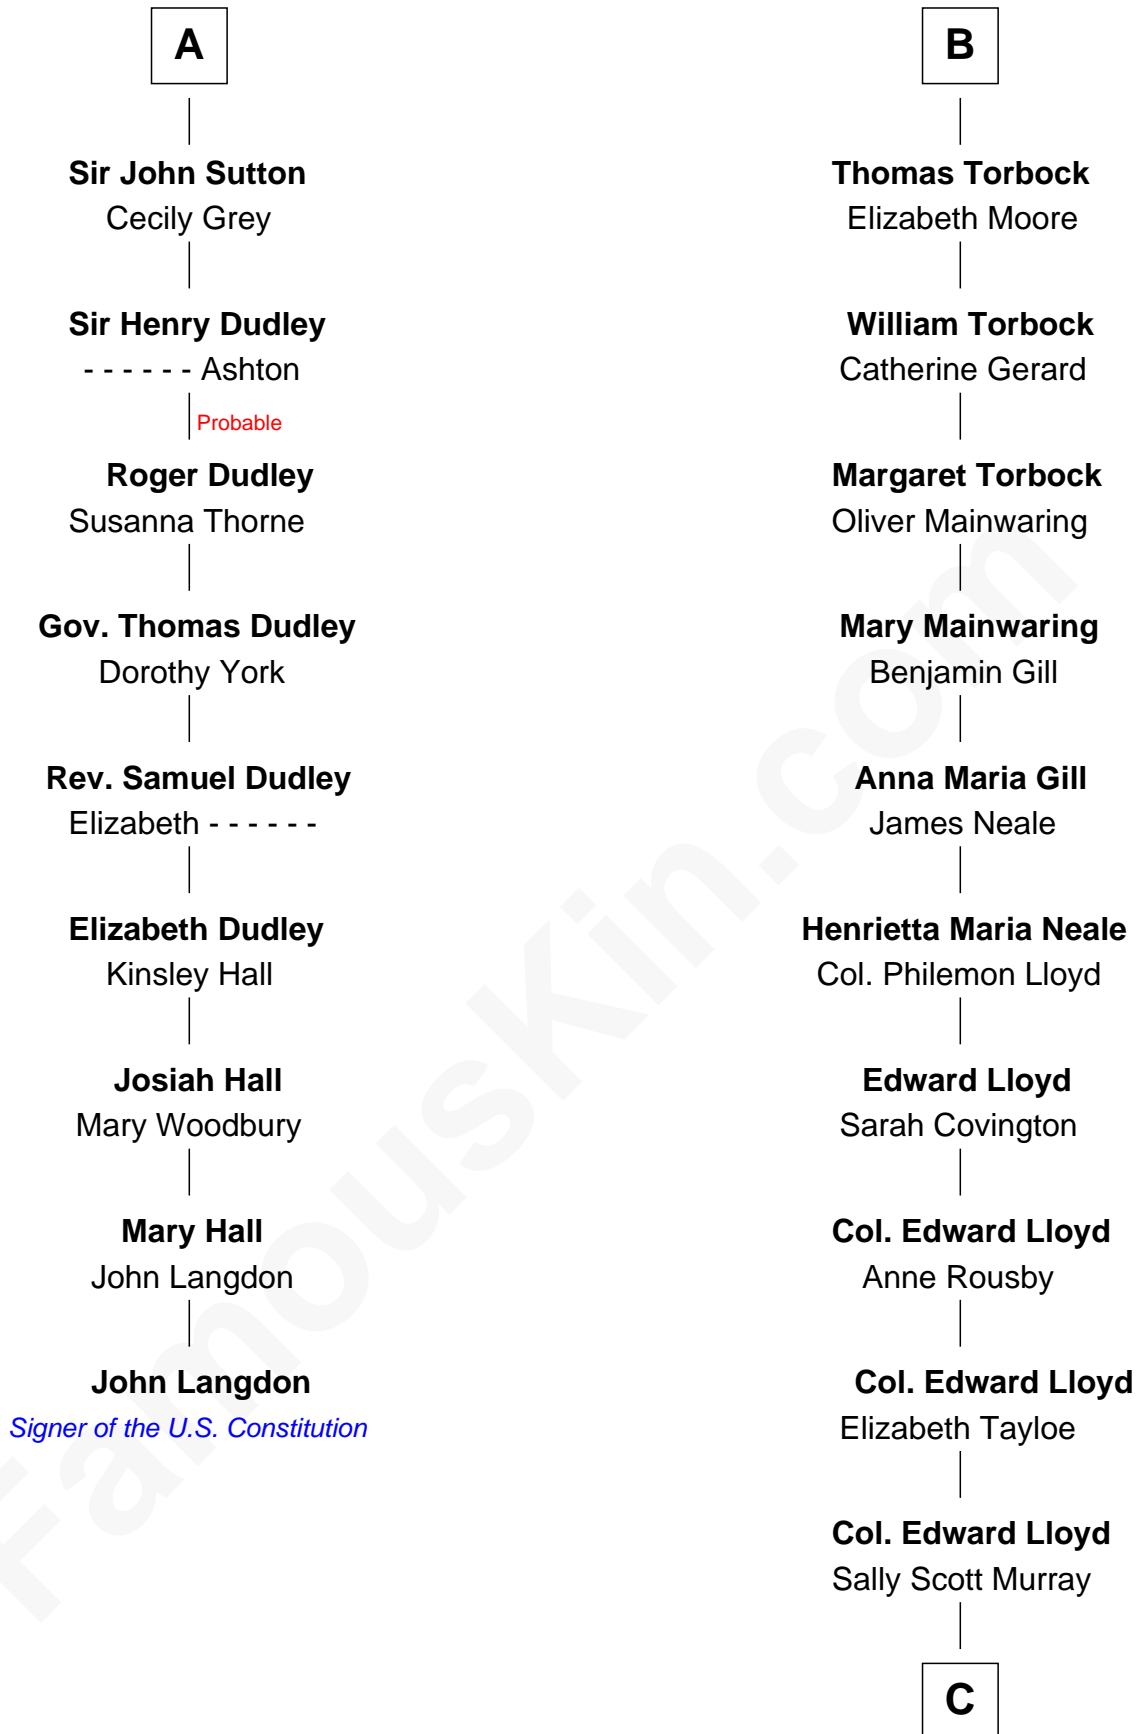 A
Sir John Sutton
Cecily Grey
Sir Henry Dudley
- - - - - - Ashton
Probable
Roger Dudley
Susanna Thorne
Gov. Thomas Dudley
Dorothy York
Rev. Samuel Dudley
Elizabeth - - - - - -
Elizabeth Dudley
Kinsley Hall
Josiah Hall
Mary Woodbury
Mary Hall
John Langdon
John Langdon
Signer of the U.S. Constitution
B
Thomas Torbock
Elizabeth Moore
William Torbock
Catherine Gerard
Margaret Torbock
Oliver Mainwaring
Mary Mainwaring
Benjamin Gill
Anna Maria Gill
James Neale
Henrietta Maria Neale
Col. Philemon Lloyd
Edward Lloyd
Sarah Covington
Col. Edward Lloyd
Anne Rousby
Col. Edward Lloyd
Elizabeth Tayloe
Col. Edward Lloyd
Sally Scott Murray
C
FamousKin.com